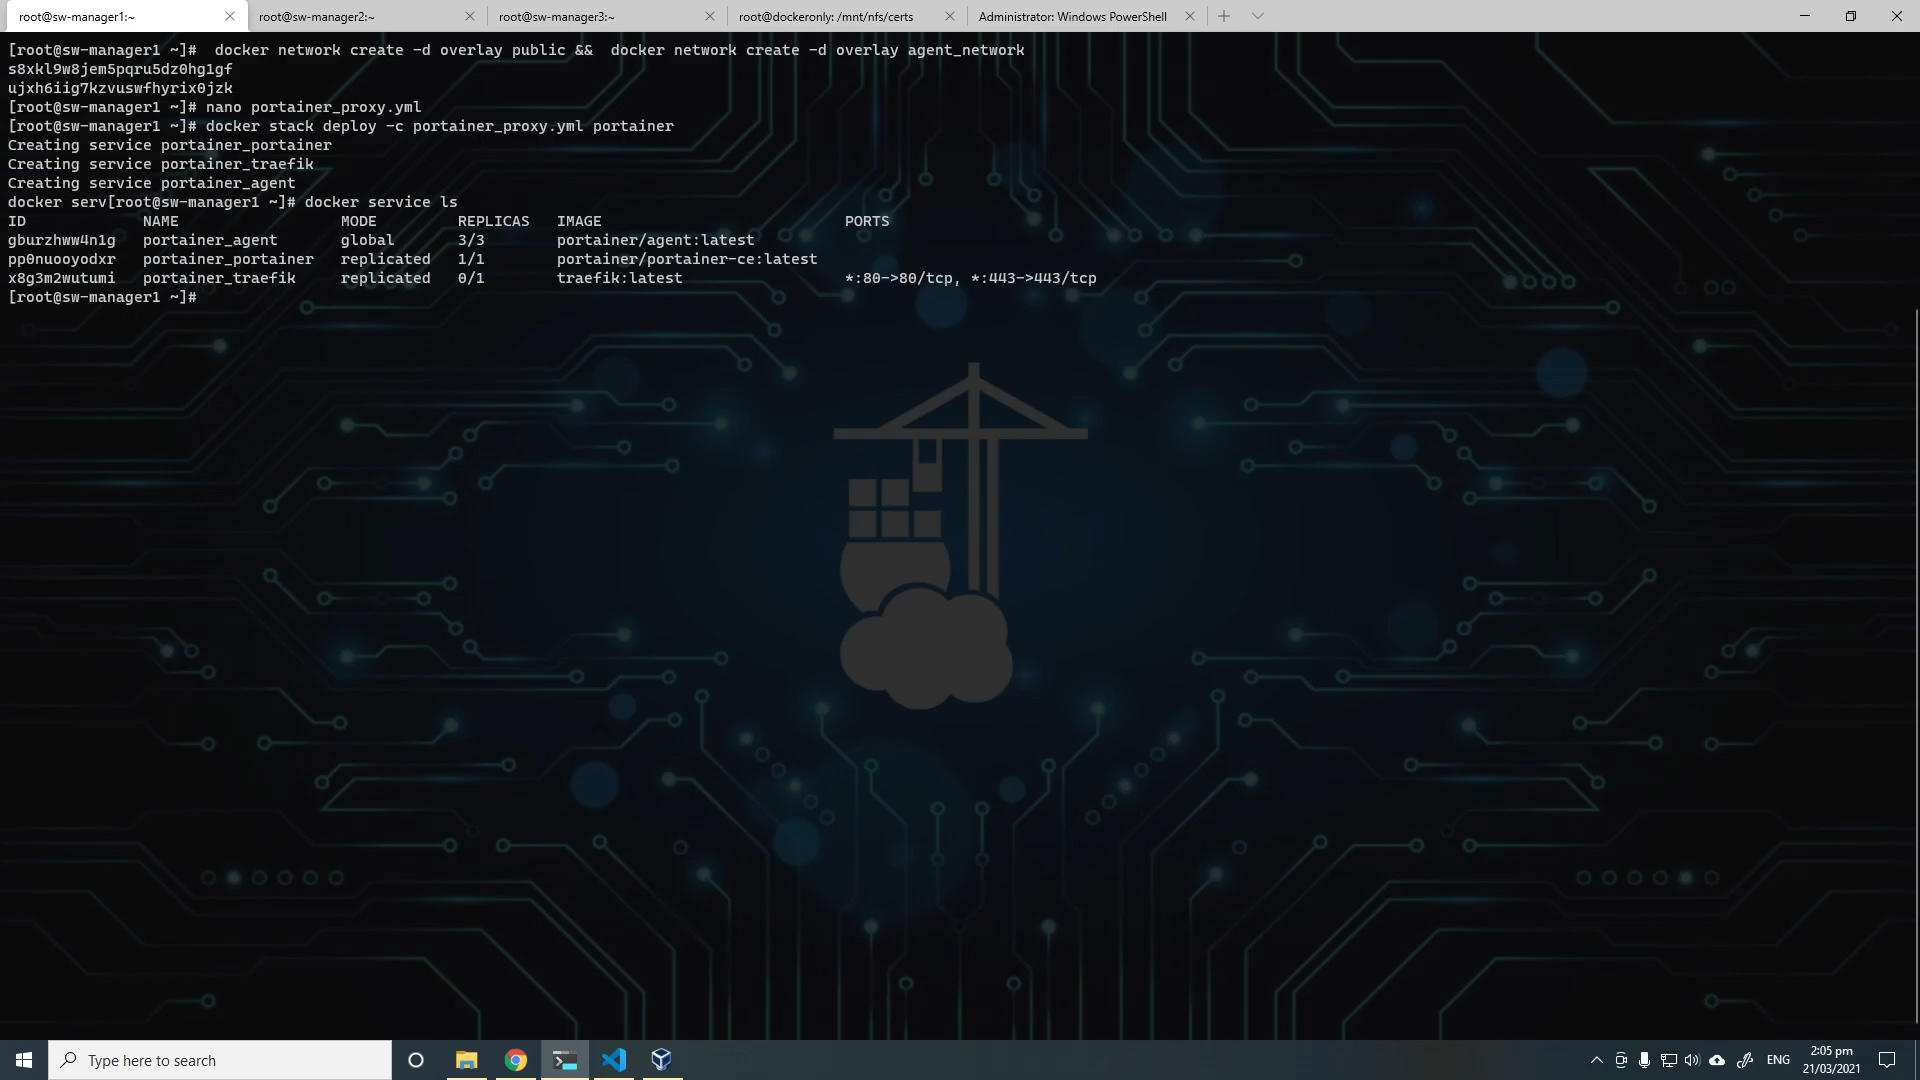 root@sw-manager1:~ root@sw-manager2:~ root@sw-manager3:~ root@dockeronly: /mnt/nfs/certs Administrator: Windows PowerShell
[root@sw-manager1 ~]#  docker network create -d overlay public &&  docker network create -d overlay agent_network
s8xkl9w8jem5pqru5dz0hg1gf
ujxh6iig7kzvuswfhyrix0jzk
[root@sw-manager1 ~]# nano portainer_proxy.yml
[root@sw-manager1 ~]# docker stack deploy -c portainer_proxy.yml portainer
Creating service portainer_portainer
Creating service portainer_traefik
Creating service portainer_agent
docker serv[root@sw-manager1 ~]# docker service ls
ID             NAME                  MODE         REPLICAS   IMAGE                           PORTS
gburzhww4n1g   portainer_agent       global       3/3        portainer/agent:latest
pp0nuooyodxr   portainer_portainer   replicated   1/1        portainer/portainer-ce:latest
x8g3m2wutumi   portainer_traefik     replicated   0/1        traefik:latest                  *:80->80/tcp, *:443->443/tcp
[root@sw-manager1 ~]#
Type here to search
ENG
2:05 pm
21/03/2021